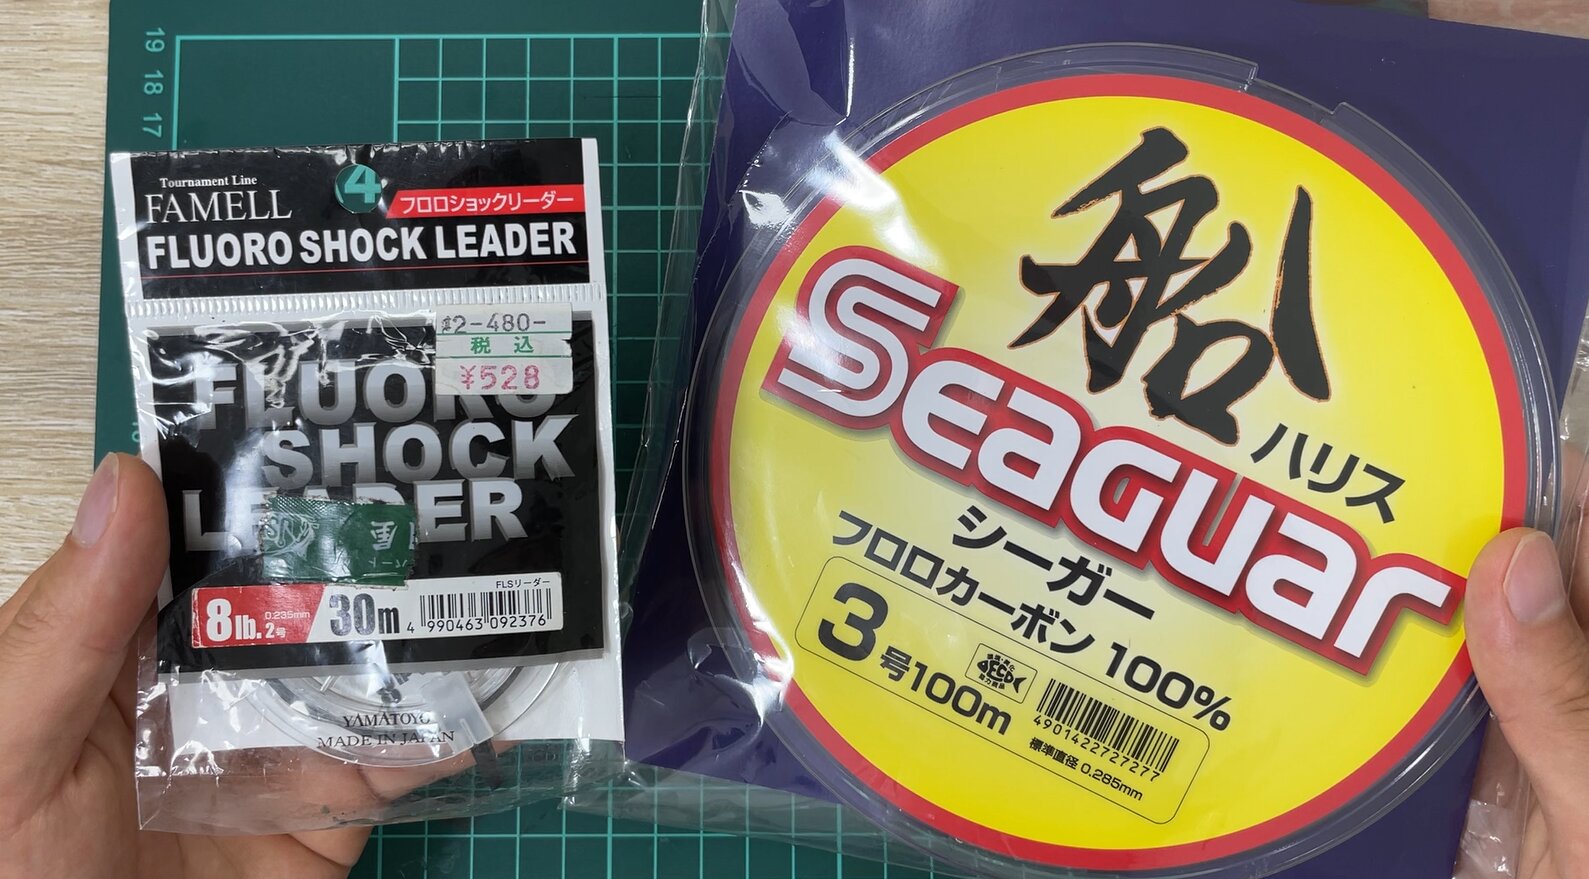 19
18
17
Tournament Line
FAMELL
4
フロロショックリーダー
FLUORO SHOCK LEADER
#2-480-
税込
¥528
FLUORO
SHOCK
LEADER
FLSリーダー
8lb. 0.235mm 2号
30m
4 990463 092376
YAMATOYO
MADE IN JAPAN
船
ハリス
Seaguar
シーガー
フロロカーボン 100%
3号100m
4901422727277
標準直径 0.285mm